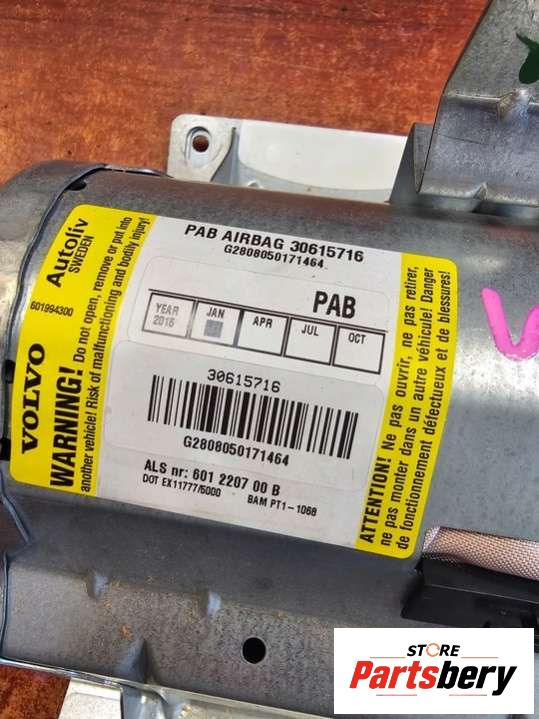 VOLVO
601994300
Autoliv
SWEDEN
WARNING! Do not open, remove or put into
another vehicle! Risk of malfunctioning and bodily injury!
PAB AIRBAG 30615716
G2808050171464
PAB
YEAR JAN APR JUL OCT
30615716
G2808050171464
ALS nr: 601 2207 00 B
DOT EX11777/5000 BAM PT1-1068
ATTENTION! Ne pas ouvrir, ne pas retirer,
ne pas monter dans un autre véhicule! Danger
de fonctionnement défectueux et de blessures!
V
STORE
Partsbery